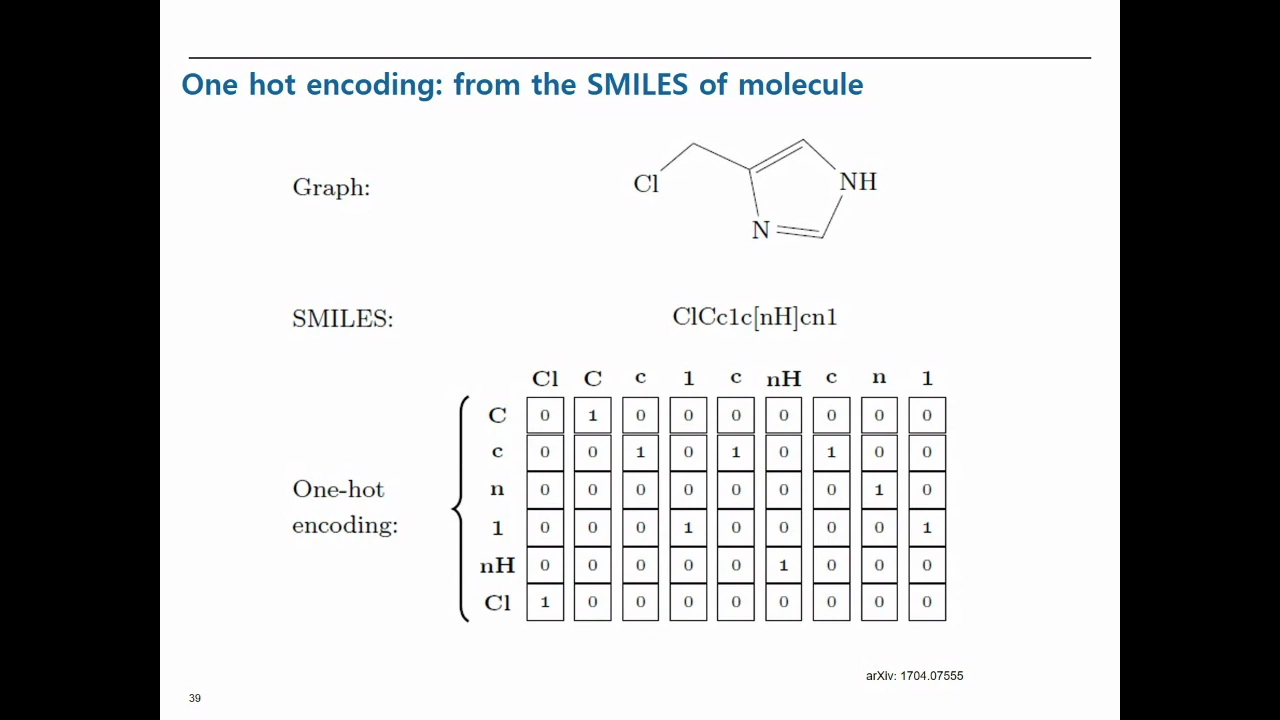 One hot encoding: from the SMILES of molecule
Graph:
Cl
NH
N
SMILES:
ClCc1c[nH]cn1
Cl C c 1 c nH c n 1
C 0 1 0 0 0 0 0 0 0
c 0 0 1 0 1 0 1 0 0
n 0 0 0 0 0 0 0 1 0
1 0 0 0 1 0 0 0 0 1
nH 0 0 0 0 0 1 0 0 0
Cl 1 0 0 0 0 0 0 0 0
One-hot
encoding:
arXiv: 1704.07555
39